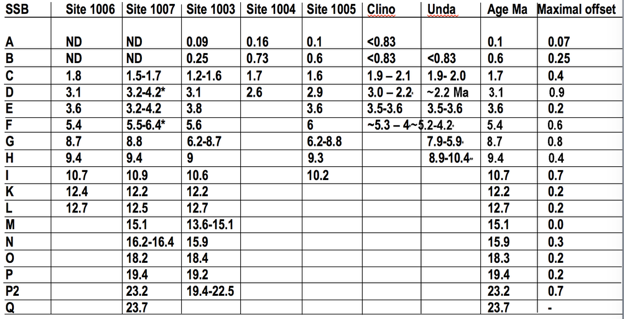 SSB Site 1006 Site 1007 Site 1003 Site 1004 Site 1005 Clino Unda Age Ma Maximal offset
A ND ND 0.09 0.16 0.1 <0.83 0.1 0.07
B ND ND 0.25 0.73 0.6 <0.83 <0.83 0.6 0.25
C 1.8 1.5-1.7 1.2-1.6 1.7 1.6 1.9 – 2.1 1.9- 2.0 1.7 0.4
D 3.1 3.2-4.2* 3.1 2.6 2.9 3.0 – 2.2- ~2.2 Ma 3.1 0.9
E 3.6 3.2-4.2 3.8 3.6 3.5-3.6 3.5-3.6 3.6 0.2
F 5.4 5.5-6.4* 5.6 6 ~5.3 – 4~5.2-4.2- 5.4 0.6
G 8.7 8.8 6.2-8.7 6.2-8.8 7.9-5.9- 8.7 0.8
H 9.4 9.4 9 9.3 8.9-10.4- 9.4 0.4
I 10.7 10.9 10.6 10.2 10.7 0.7
K 12.4 12.2 12.2 12.2 0.2
L 12.7 12.5 12.7 12.7 0.2
M 15.1 13.6-15.1 15.1 0.0
N 16.2-16.4 15.9 15.9 0.3
O 18.2 18.4 18.3 0.2
P 19.4 19.2 19.4 0.2
P2 23.2 19.4-22.5 23.2 0.7
Q 23.7 23.7 -